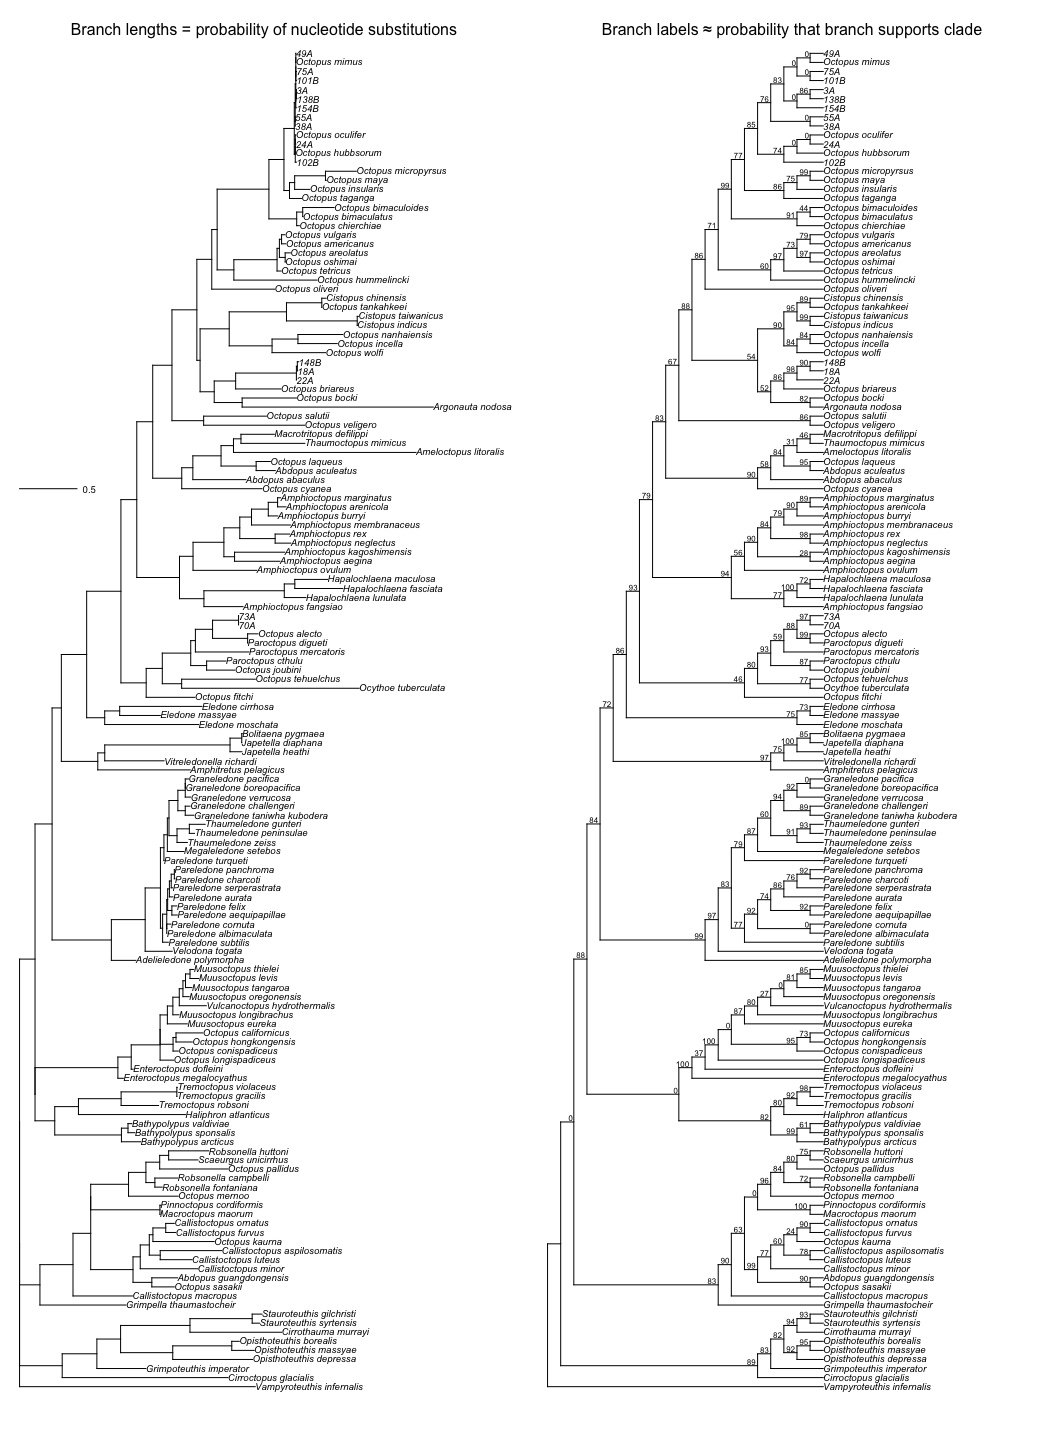 Branch lengths = probability of nucleotide substitutions
49A
Octopus mimus
75A
101B
3A
138B
154B
55A
38A
Octopus oculifer
24A
Octopus hubbsorum
102B
Octopus micropyrsus
Octopus maya
Octopus insularis
Octopus taganga
Octopus bimaculoides
Octopus bimaculatus
Octopus chierchiae
Octopus vulgaris
Octopus americanus
Octopus areolatus
Octopus oshimai
Octopus tetricus
Octopus hummelincki
Octopus oliveri
Cistopus chinensis
Octopus tankahkeei
Cistopus taiwanicus
Cistopus indicus
Octopus nanhaiensis
Octopus incella
Octopus wolfi
148B
18A
22A
Octopus briareus
Octopus bocki
Argonauta nodosa
Octopus salutii
Octopus veligero
Macrotritopus defilippi
Thaumoctopus mimicus
Ameloctopus litoralis
Octopus laqueus
Abdopus aculeatus
Abdopus abaculus
Octopus cyanea
0.5
Amphioctopus marginatus
Amphioctopus arenicola
Amphioctopus burryi
Amphioctopus membranaceus
Amphioctopus rex
Amphioctopus neglectus
Amphioctopus kagoshimensis
Amphioctopus aegina
Amphioctopus ovulum
Hapalochlaena maculosa
Hapalochlaena fasciata
Hapalochlaena lunulata
Amphioctopus fangsiao
73A
70A
Octopus alecto
Paroctopus digueti
Paroctopus mercatoris
Paroctopus cthulu
Octopus joubini
Octopus tehuelchus
Ocythoe tuberculata
Octopus fitchi
Eledone cirrhosa
Eledone massyae
Eledone moschata
Bolitaena pygmaea
Japetella diaphana
Japetella heathi
Vitreledonella richardi
Amphitretus pelagicus
Graneledone pacifica
Graneledone boreopacifica
Graneledone verrucosa
Graneledone challengeri
Graneledone taniwha kubodera
Thaumeledone gunteri
Thaumeledone peninsulae
Thaumeledone zeiss
Megaleledone setebos
Pareledone turqueti
Pareledone panchroma
Pareledone charcoti
Pareledone serperastrata
Pareledone aurata
Pareledone felix
Pareledone aequipapillae
Pareledone cornuta
Pareledone albimaculata
Pareledone subtilis
Velodona togata
Adelieledone polymorpha
Muusoctopus thielei
Muusoctopus levis
Muusoctopus tangaroa
Muusoctopus oregonensis
Vulcanoctopus hydrothermalis
Muusoctopus longibrachus
Muusoctopus eureka
Octopus californicus
Octopus hongkongensis
Octopus conispadiceus
Octopus longispadiceus
Enteroctopus dofleini
Enteroctopus megalocyathus
Tremoctopus violaceus
Tremoctopus gracilis
Tremoctopus robsoni
Haliphron atlanticus
Bathypolypus valdiviae
Bathypolypus sponsalis
Bathypolypus arcticus
Robsonella huttoni
Scaeurgus unicirrhus
Octopus pallidus
Robsonella campbelli
Robsonella fontaniana
Octopus mernoo
Pinnoctopus cordiformis
Macroctopus maorum
Callistoctopus ornatus
Callistoctopus furvus
Octopus kaurna
Callistoctopus aspilosomatis
Callistoctopus luteus
Callistoctopus minor
Abdopus guangdongensis
Octopus sasakii
Callistoctopus macropus
Grimpella thaumastocheir
Stauroteuthis gilchristi
Stauroteuthis syrtensis
Cirrothauma murrayi
Opisthoteuthis borealis
Opisthoteuthis massyae
Opisthoteuthis depressa
Grimpoteuthis imperator
Cirroctopus glacialis
Vampyroteuthis infernalis
Branch labels ≈ probability that branch supports clade
0 49A
0 Octopus mimus
0 75A
83 101B
86 3A
76 0 138B
154B
0 55A
85 38A
0 Octopus oculifer
0 24A
74 Octopus hubbsorum
77 102B
99 Octopus micropyrsus
75 Octopus maya
99 86 Octopus insularis
Octopus taganga
44 Octopus bimaculoides
91 Octopus bimaculatus
71 Octopus chierchiae
79 Octopus vulgaris
73 Octopus americanus
97 97 Octopus areolatus
86 Octopus oshimai
60 Octopus tetricus
Octopus hummelincki
Octopus oliveri
89 Cistopus chinensis
88 95 Octopus tankahkeei
99 Cistopus taiwanicus
90 Cistopus indicus
84 Octopus nanhaiensis
84 Octopus incella
54 Octopus wolfi
67 90 148B
98 18A
86 22A
52 Octopus briareus
82 Octopus bocki
Argonauta nodosa
83 86 Octopus salutii
Octopus veligero
46 Macrotritopus defilippi
31 Thaumoctopus mimicus
84 Ameloctopus litoralis
58 95 Octopus laqueus
Abdopus aculeatus
90 Abdopus abaculus
Octopus cyanea
79 89 Amphioctopus marginatus
90 Amphioctopus arenicola
79 Amphioctopus burryi
84 Amphioctopus membranaceus
98 Amphioctopus rex
90 Amphioctopus neglectus
56 28 Amphioctopus kagoshimensis
Amphioctopus aegina
94 Amphioctopus ovulum
72 Hapalochlaena maculosa
93 100 Hapalochlaena fasciata
77 Hapalochlaena lunulata
Amphioctopus fangsiao
97 73A
88 70A
59 99 Octopus alecto
Paroctopus digueti
86 93 Paroctopus mercatoris
87 Paroctopus cthulu
80 Octopus joubini
46 77 Octopus tehuelchus
Ocythoe tuberculata
Octopus fitchi
72 73 Eledone cirrhosa
75 Eledone massyae
Eledone moschata
85 Bolitaena pygmaea
100 Japetella diaphana
75 Japetella heathi
97 Vitreledonella richardi
Amphitretus pelagicus
0 Graneledone pacifica
92 Graneledone boreopacifica
94 Graneledone verrucosa
89 Graneledone challengeri
60 Graneledone taniwha kubodera
84 93 Thaumeledone gunteri
87 91 Thaumeledone peninsulae
79 Thaumeledone zeiss
Megaleledone setebos
Pareledone turqueti
92 Pareledone panchroma
76 Pareledone charcoti
83 86 Pareledone serperastrata
74 Pareledone aurata
92 Pareledone felix
97 92 Pareledone aequipapillae
77 0 Pareledone cornuta
Pareledone albimaculata
99 Pareledone subtilis
Velodona togata
88 Adelieledone polymorpha
85 Muusoctopus thielei
81 Muusoctopus levis
0 Muusoctopus tangaroa
27 Muusoctopus oregonensis
80 Vulcanoctopus hydrothermalis
87 Muusoctopus longibrachus
0 Muusoctopus eureka
73 Octopus californicus
100 95 Octopus hongkongensis
37 Octopus conispadiceus
100 Octopus longispadiceus
Enteroctopus dofleini
Enteroctopus megalocyathus
0 98 Tremoctopus violaceus
92 Tremoctopus gracilis
80 Tremoctopus robsoni
0 82 Haliphron atlanticus
61 Bathypolypus valdiviae
99 Bathypolypus sponsalis
Bathypolypus arcticus
75 Robsonella huttoni
80 Scaeurgus unicirrhus
84 Octopus pallidus
96 72 Robsonella campbelli
Robsonella fontaniana
0 Octopus mernoo
100 Pinnoctopus cordiformis
Macroctopus maorum
90 Callistoctopus ornatus
63 24 Callistoctopus furvus
60 Octopus kaurna
77 78 Callistoctopus aspilosomatis
90 Callistoctopus luteus
99 Callistoctopus minor
83 90 Abdopus guangdongensis
Octopus sasakii
Callistoctopus macropus
Grimpella thaumastocheir
93 Stauroteuthis gilchristi
94 Stauroteuthis syrtensis
82 Cirrothauma murrayi
95 Opisthoteuthis borealis
83 92 Opisthoteuthis massyae
89 Opisthoteuthis depressa
Grimpoteuthis imperator
Cirroctopus glacialis
Vampyroteuthis infernalis